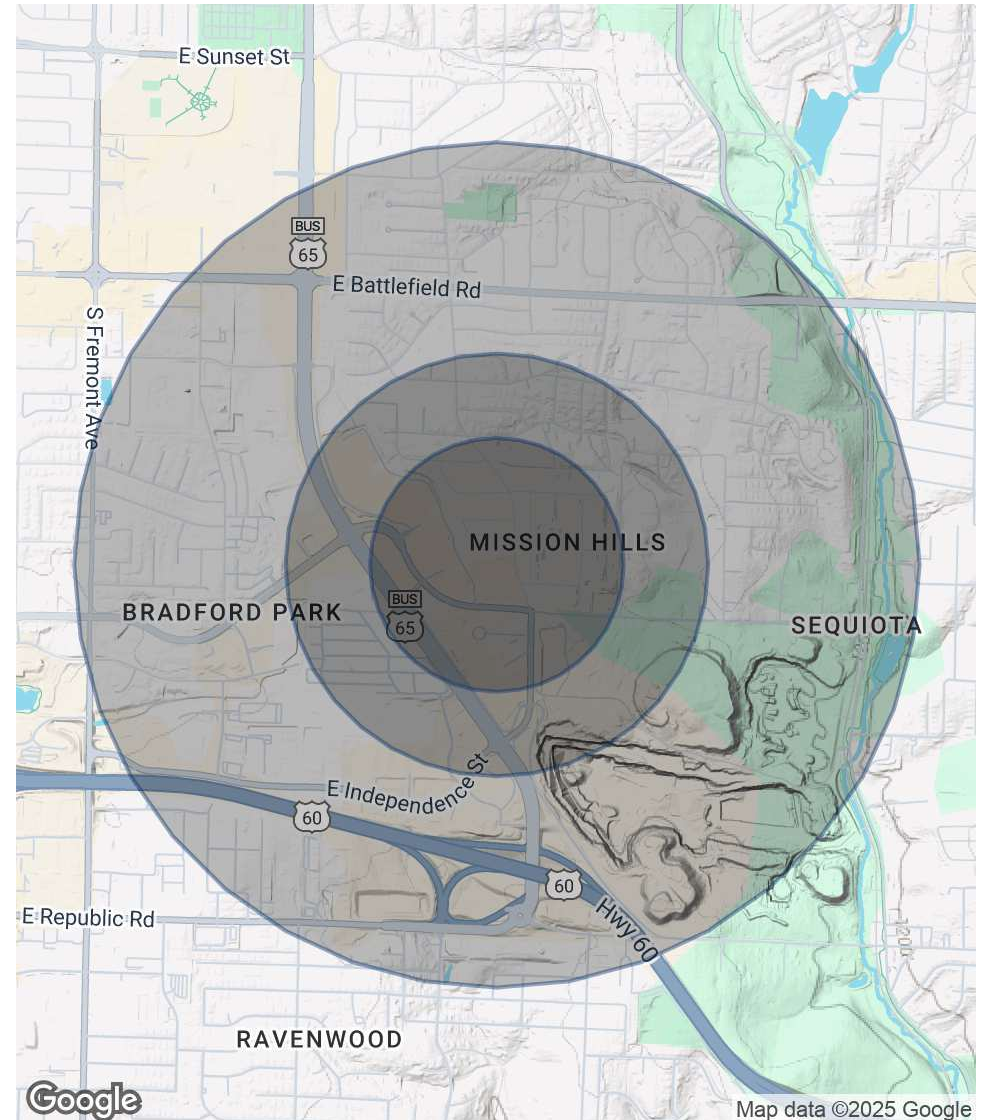 E Sunset St
BUS
65
E Battlefield Rd
S Fremont Ave
MISSION HILLS
BUS
65
BRADFORD PARK
SEQUIOTA
E Independence St
60
60
E Republic Rd
Hwy 60
1200
RAVENWOOD
Google
Map data ©2025 Google